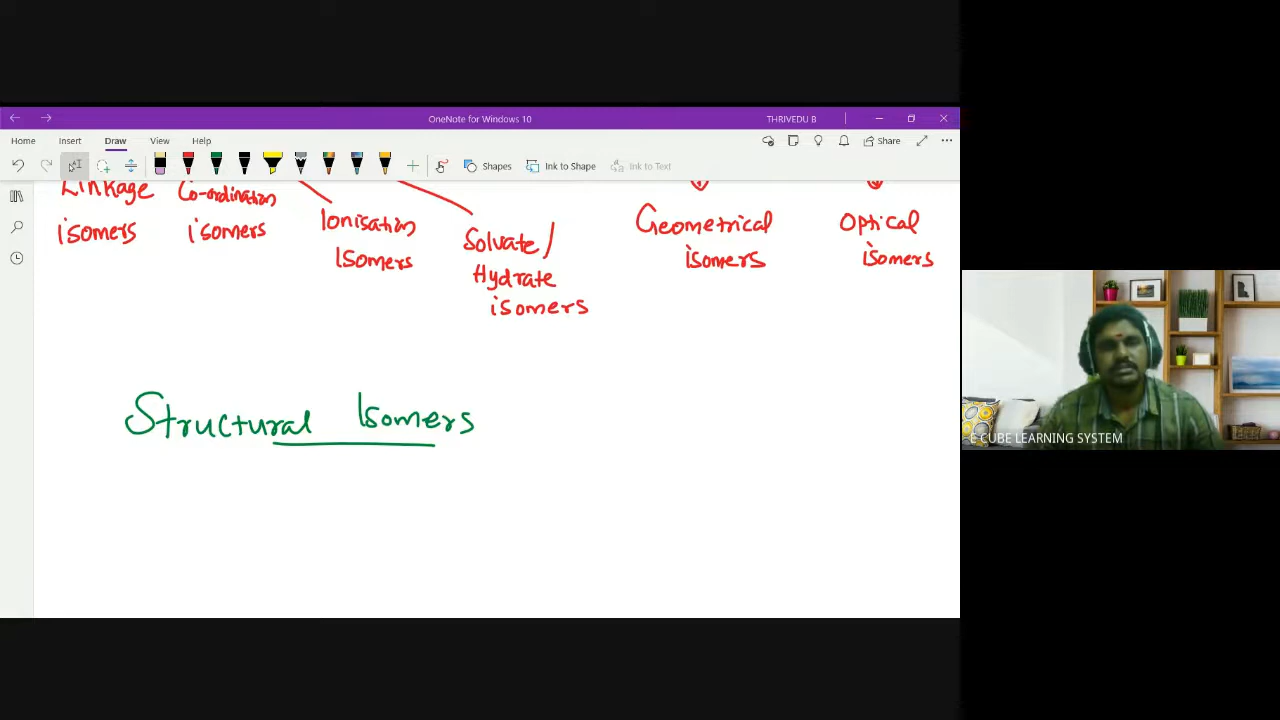 OneNote for Windows 10
THRIVEDU B
Home Insert Draw View Help
Share
Shapes Ink to Shape Ink to Text
Linkage
isomers
Co-ordination
isomers
Ionisation
Isomers
Solvate/
Hydrate
isomers
Geometrical
isomers
Optical
isomers
Structural Isomers
E CUBE LEARNING SYSTEM